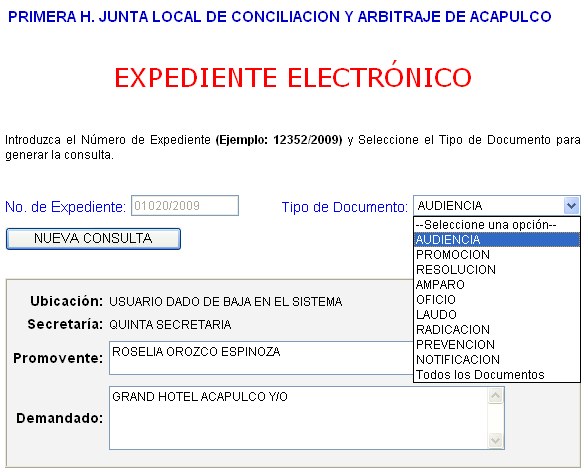 PRIMERA H. JUNTA LOCAL DE CONCILIACION Y ARBITRAJE DE ACAPULCO
EXPEDIENTE ELECTRÓNICO
Introduzca el Número de Expediente (Ejemplo: 12352/2009) y Seleccione el Tipo de Documento para
generar la consulta.
No. de Expediente: 01020/2009 Tipo de Documento: AUDIENCIA
--Seleccione una opción--
AUDIENCIA
PROMOCION
RESOLUCION
AMPARO
OFICIO
LAUDO
RADICACION
PREVENCION
NOTIFICACION
Todos los Documentos
NUEVA CONSULTA
Ubicación: USUARIO DADO DE BAJA EN EL SISTEMA
Secretaría: QUINTA SECRETARIA
Promovente: ROSELIA OROZCO ESPINOZA
Demandado: GRAND HOTEL ACAPULCO Y/O